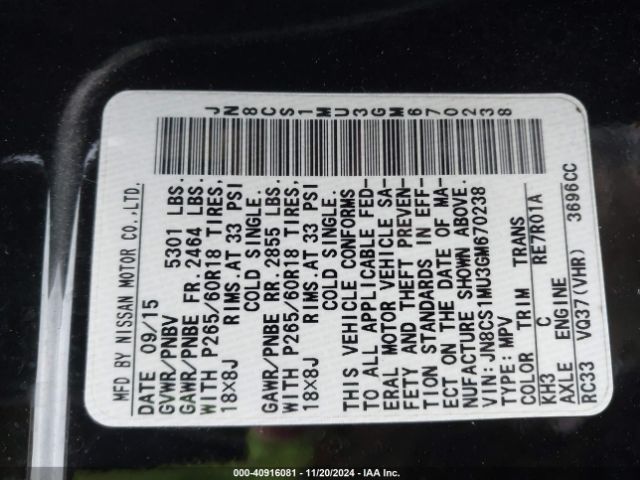 JN8CS1MU3GM670238
MFD BY NISSAN MOTOR CO.,LTD.
DATE 09/15
GVWR/PNBV 5301 LBS.
GAWR/PNBE FR. 2464 LBS.
WITH P265/60R18 TIRES,
18X8J RIMS AT 33 PSI
COLD SINGLE.
GAWR/PNBE RR. 2855 LBS.
WITH P265/60R18 TIRES,
18X8J RIMS AT 33 PSI
COLD SINGLE.
THIS VEHICLE CONFORMS
TO ALL APPLICABLE FED-
ERAL MOTOR VEHICLE SA-
FETY AND THEFT PREVEN-
TION STANDARDS IN EFF-
ECT ON THE DATE OF MA-
NUFACTURE SHOWN ABOVE.
VIN: JN8CS1MU3GM670238
TYPE: MPV
COLOR TRIM TRANS
KH3 C RE7R01A
AXLE ENGINE
RC33 VQ37(VHR) 3696CC
000-40916081 - 11/20/2024 - IAA Inc.